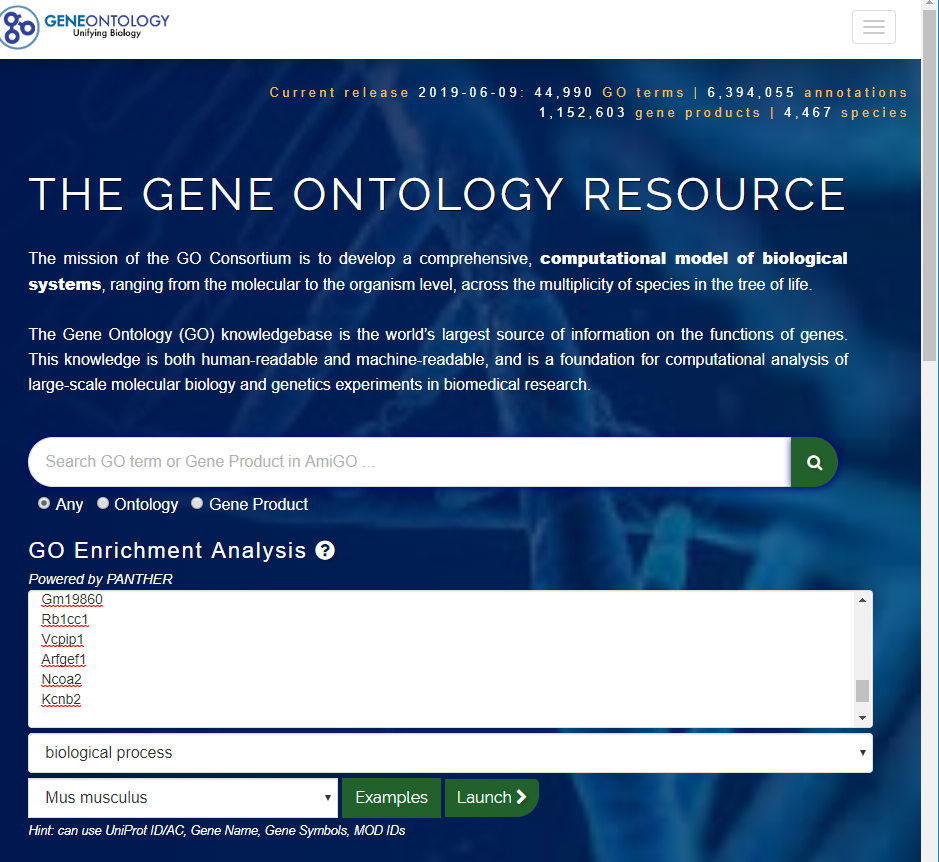 GENEONTOLOGY
Unifying Biology
Current release 2019-06-09: 44,990 GO terms | 6,394,055 annotations
1,152,603 gene products | 4,467 species
THE GENE ONTOLOGY RESOURCE
The mission of the GO Consortium is to develop a comprehensive, computational model of biological
systems, ranging from the molecular to the organism level, across the multiplicity of species in the tree of life.
The Gene Ontology (GO) knowledgebase is the world’s largest source of information on the functions of genes.
This knowledge is both human-readable and machine-readable, and is a foundation for computational analysis of
large-scale molecular biology and genetics experiments in biomedical research.
Search GO term or Gene Product in AmiGO ...
Any Ontology Gene Product
GO Enrichment Analysis ?
Powered by PANTHER
Gm19860
Rb1cc1
Vcpip1
Arfgef1
Ncoa2
Kcnb2
biological process
Mus musculus Examples Launch
Hint: can use UniProt ID/AC, Gene Name, Gene Symbols, MOD IDs